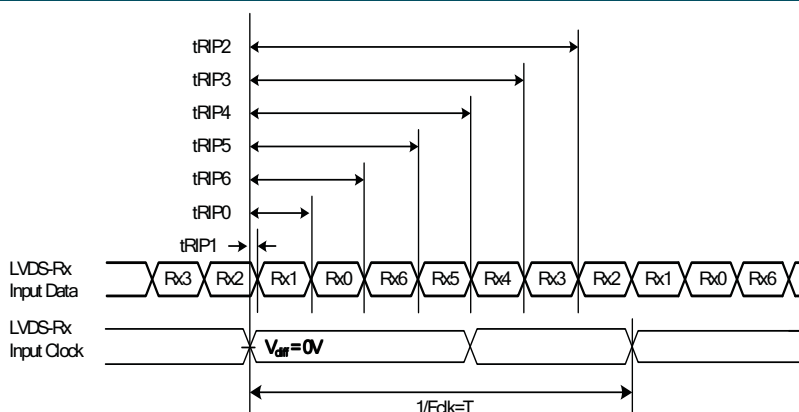 tRIP2
tRIP3
tRIP4
tRIP5
tRIP6
tRIP0
tRIP1
LVDS-Rx
Input Data
Rx3 Rx2 Rx1 Rx0 Rx6 Rx5 Rx4 Rx3 Rx2 Rx1 Rx0 Rx6
LVDS-Rx
Input Clock
Vdiff = 0V
1/Fclk=T